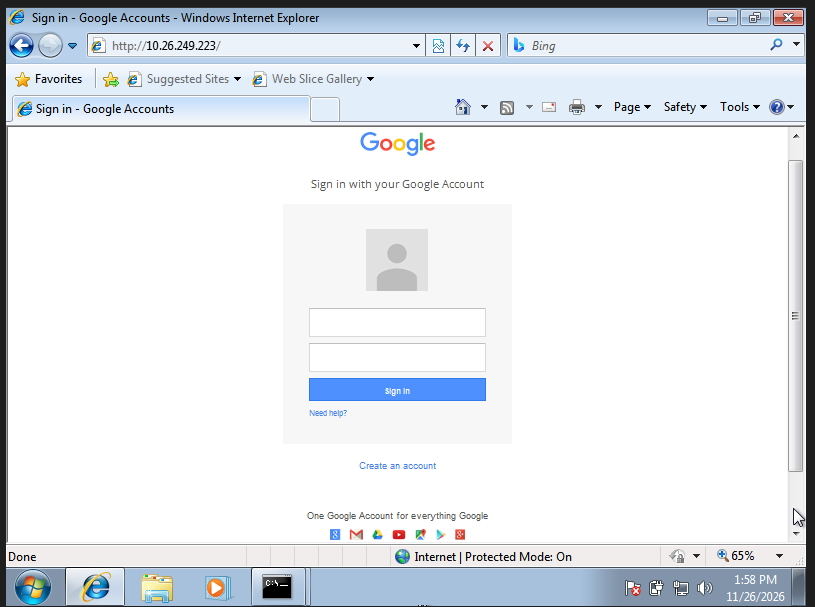 Sign in - Google Accounts - Windows Internet Explorer
http://10.26.249.223/
Bing
Favorites Suggested Sites Web Slice Gallery
Sign in - Google Accounts
Page Safety Tools
Google
Sign in with your Google Account
Sign in
Need help?
Create an account
One Google Account for everything Google
Done
Internet | Protected Mode: On
65%
C:\
1:58 PM
11/26/2026